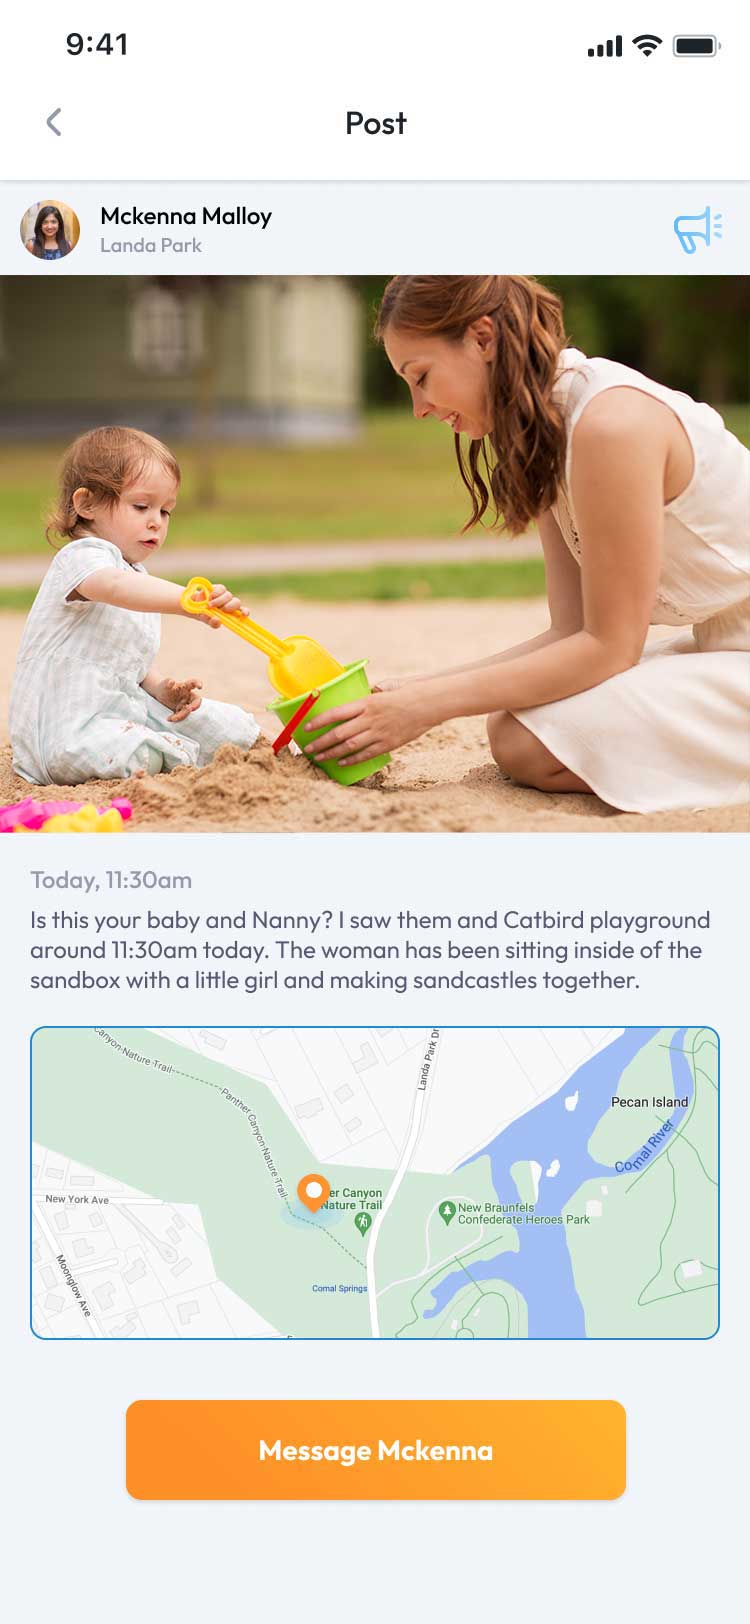 9:41
Post
Mckenna Malloy
Landa Park
Today, 11:30am
Is this your baby and Nanny? I saw them and Catbird playground
around 11:30am today. The woman has been sitting inside of the
sandbox with a little girl and making sandcastles together.
Canyon Nature Trail
Landa Park Dr
Panther Canyon Nature Trail
Pecan Island
Comal River
er Canyon
Nature Trail
New York Ave
New Braunfels
Confederate Heroes Park
Moonglow Ave
Comal Springs
Message Mckenna